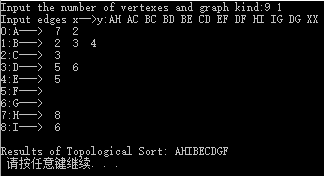 Input the number of vertexes and graph kind:9 1
Input edges x--->y:AH AC BC BD BE CD EF DF HI IG DG XX
0:A---> 7 2
1:B---> 2 3 4
2:C---> 3
3:D---> 5 6
4:E---> 5
5:F--->
6:G--->
7:H---> 8
8:I---> 6
Results of Topological Sort: AHIBECDGF
请按任意键继续. . .